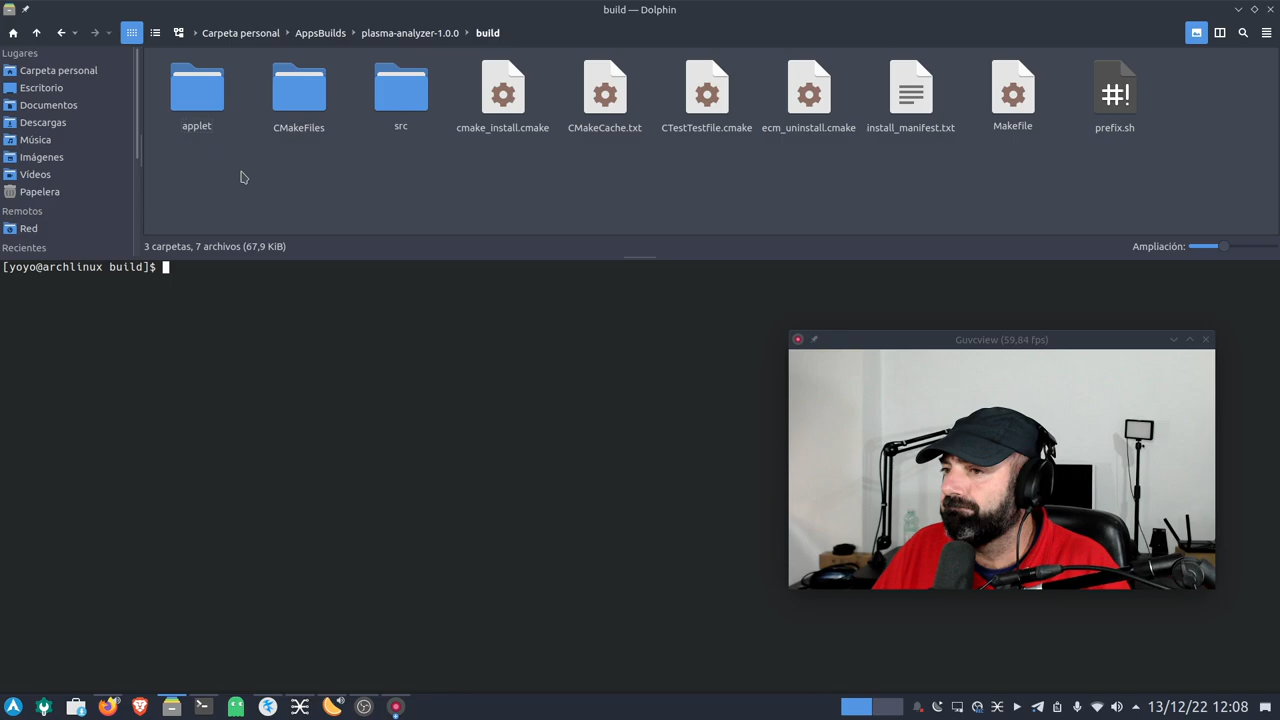 build — Dolphin
Carpeta personal > AppsBuilds > plasma-analyzer-1.0.0 > build
Lugares
Carpeta personal
Escritorio
Documentos
Descargas
Música
Imágenes
Vídeos
Papelera
Remotos
Red
Recientes
applet
CMakeFiles
src
cmake_install.cmake
CMakeCache.txt
CTestTestfile.cmake
ecm_uninstall.cmake
install_manifest.txt
Makefile
#!
prefix.sh
3 carpetas, 7 archivos (67,9 KiB)
Ampliación:
[yoyo@archlinux build]$
Guvcview (59,84 fps)
13/12/22 12:08